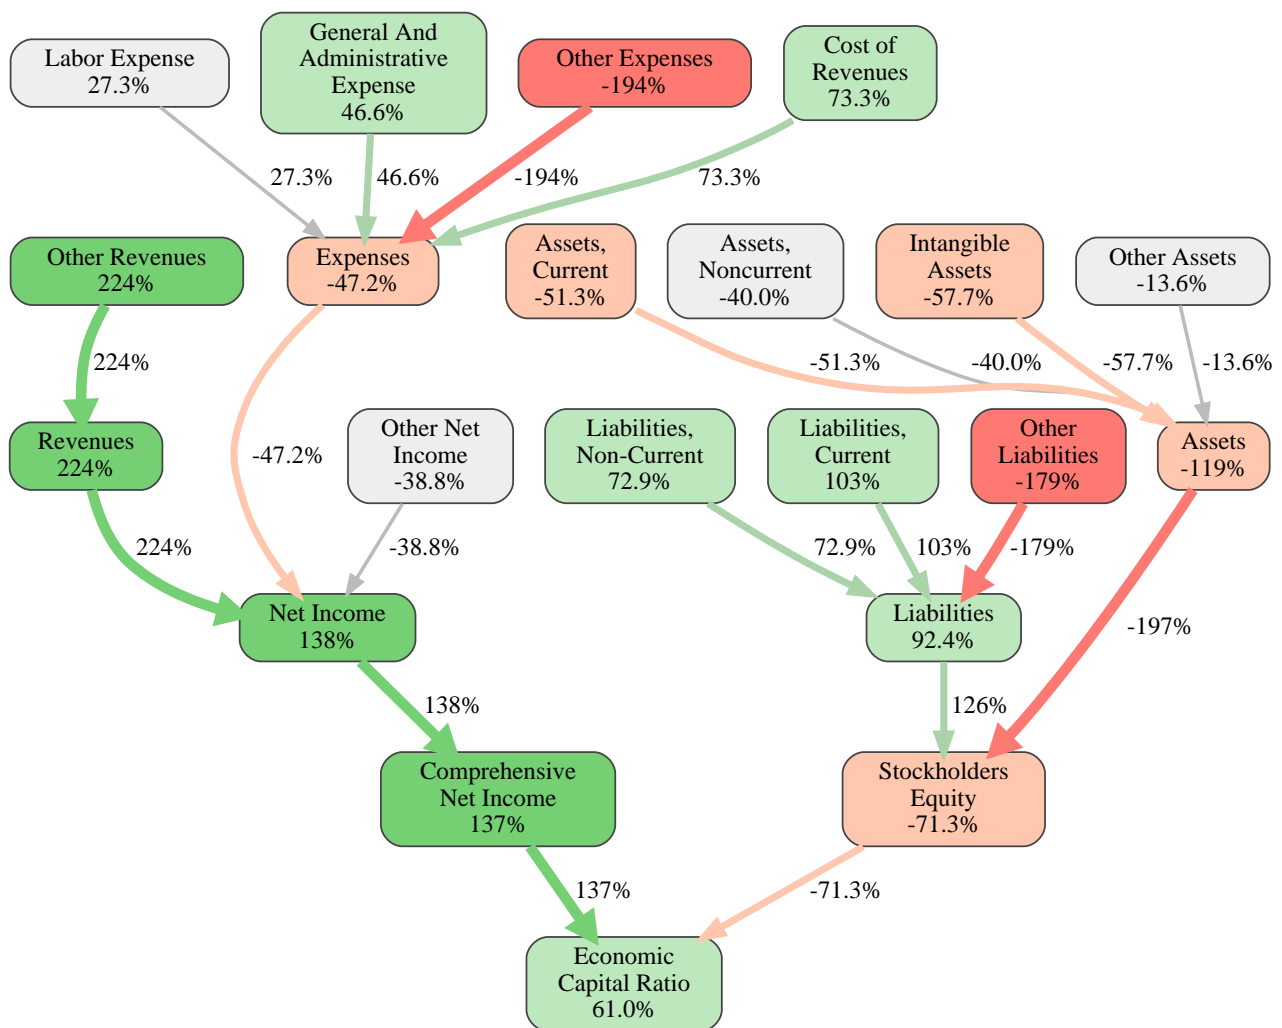 Labor Expense
27.3%
General And
Administrative
Expense
46.6%
Other Expenses
-194%
Cost of
Revenues
73.3%
27.3%
46.6%
-194%
73.3%
Other Revenues
224%
Expenses
-47.2%
Assets,
Current
-51.3%
Assets,
Noncurrent
-40.0%
Intangible
Assets
-57.7%
Other Assets
-13.6%
224%
-51.3%
-40.0%
-57.7%
-13.6%
Revenues
224%
-47.2%
Other Net
Income
-38.8%
Liabilities,
Non-Current
72.9%
Liabilities,
Current
103%
Other
Liabilities
-179%
Assets
-119%
224%
-38.8%
72.9%
103%
-179%
Net Income
138%
Liabilities
92.4%
-197%
138%
126%
Comprehensive
Net Income
137%
Stockholders
Equity
-71.3%
137%
-71.3%
Economic
Capital Ratio
61.0%